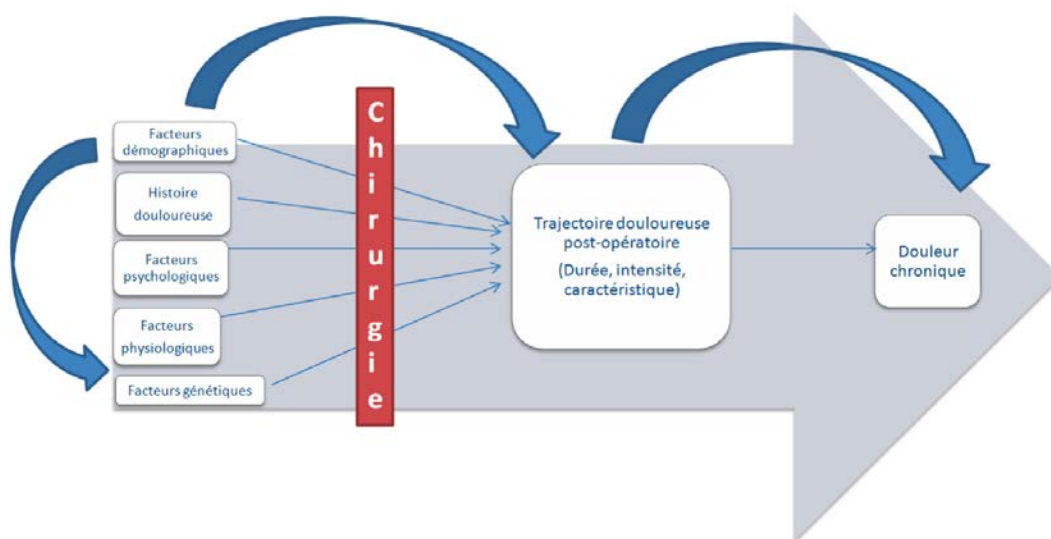 Facteurs
démographiques
Histoire
douloureuse
Facteurs
psychologiques
Facteurs
physiologiques
Facteurs génétiques
Chirurgie
Trajectoire douloureuse
post-opératoire
(Durée, intensité,
caractéristique)
Douleur
chronique